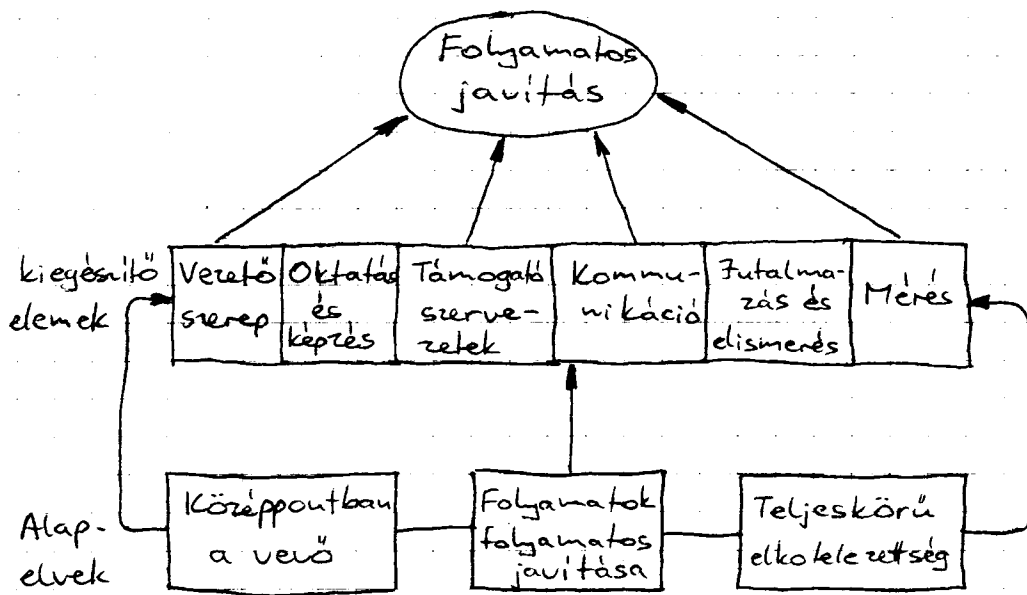 Folyamatos
javítás
kiegészítő
elemek
Vezető
szerep
Oktatás
és
képzés
Támogató
szerve-
zetek
Kommu-
nikáció
Jutalma-
zás és
elismerés
Mérés
Alap-
elvek
Középpontban
a vevő
Folyamatok
folyamatos
javítása
Teljeskörű
elkötelezettség